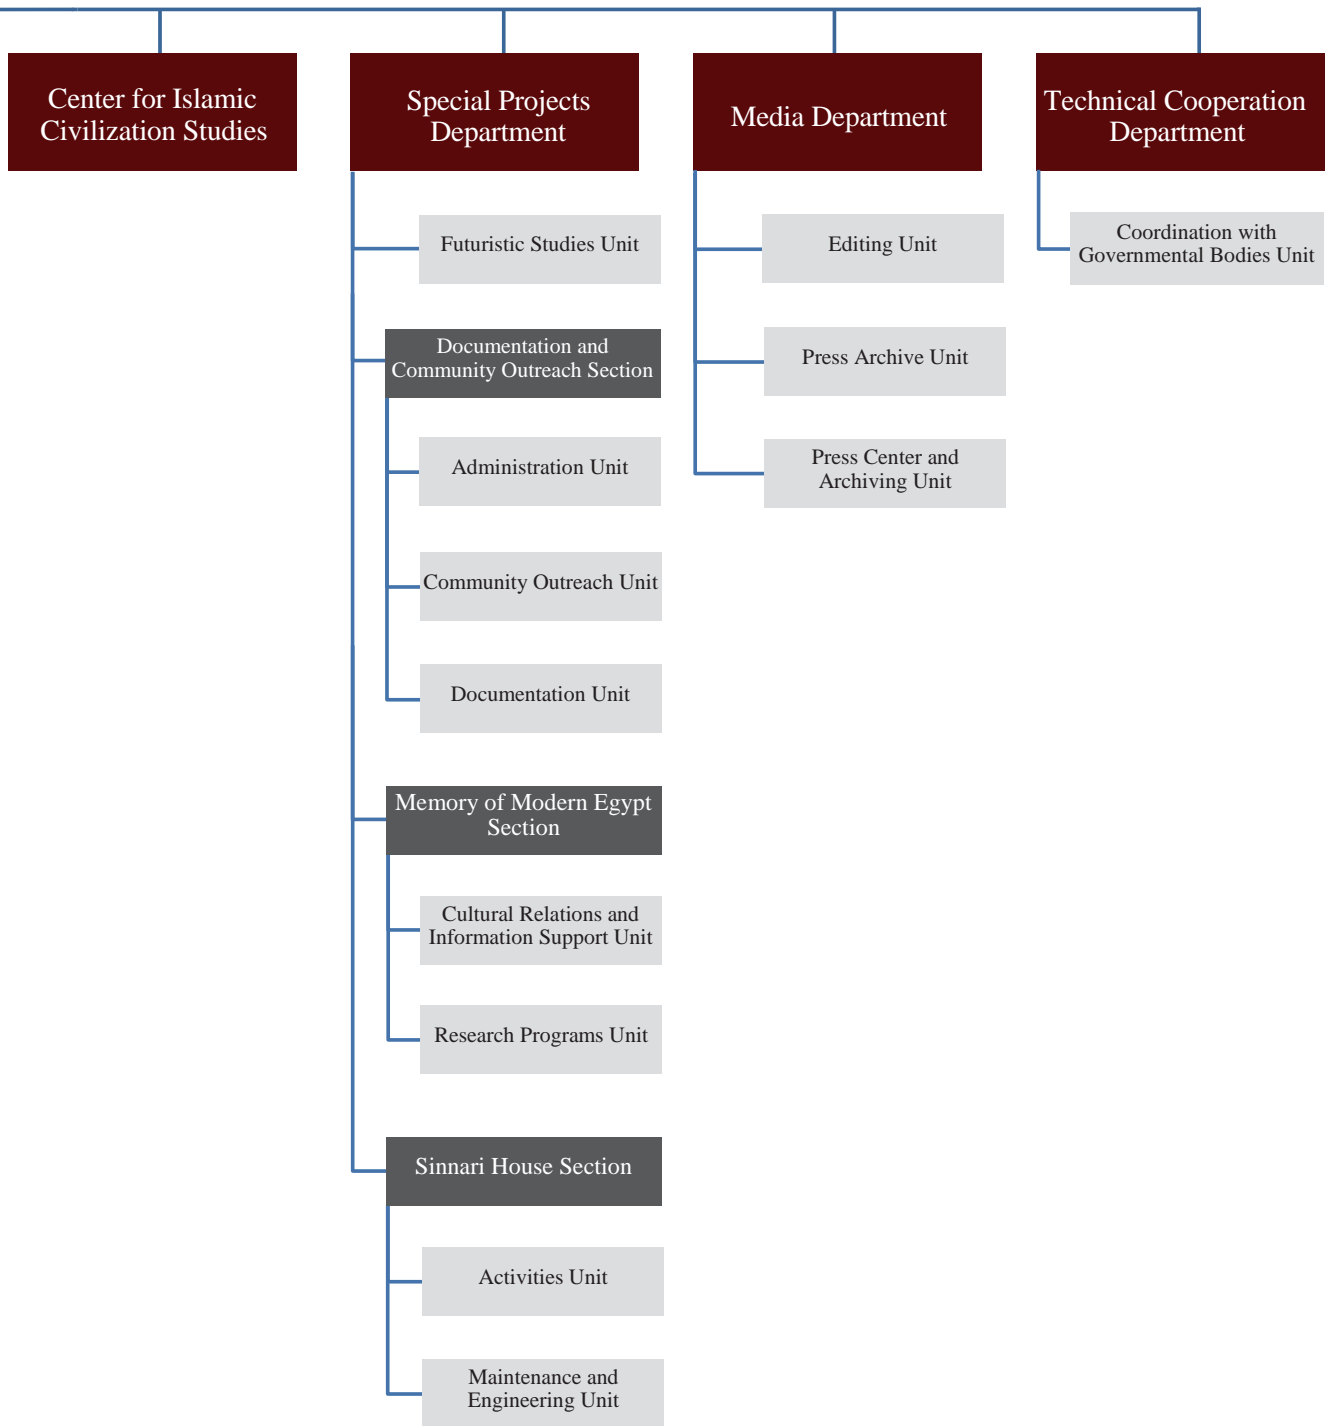 Center for Islamic
Civilization Studies
Special Projects
Department
Futuristic Studies Unit
Documentation and
Community Outreach Section
Administration Unit
Community Outreach Unit
Documentation Unit
Memory of Modern Egypt
Section
Cultural Relations and
Information Support Unit
Research Programs Unit
Sinnari House Section
Activities Unit
Maintenance and
Engineering Unit
Media Department
Editing Unit
Press Archive Unit
Press Center and
Archiving Unit
Technical Cooperation
Department
Coordination with
Governmental Bodies Unit